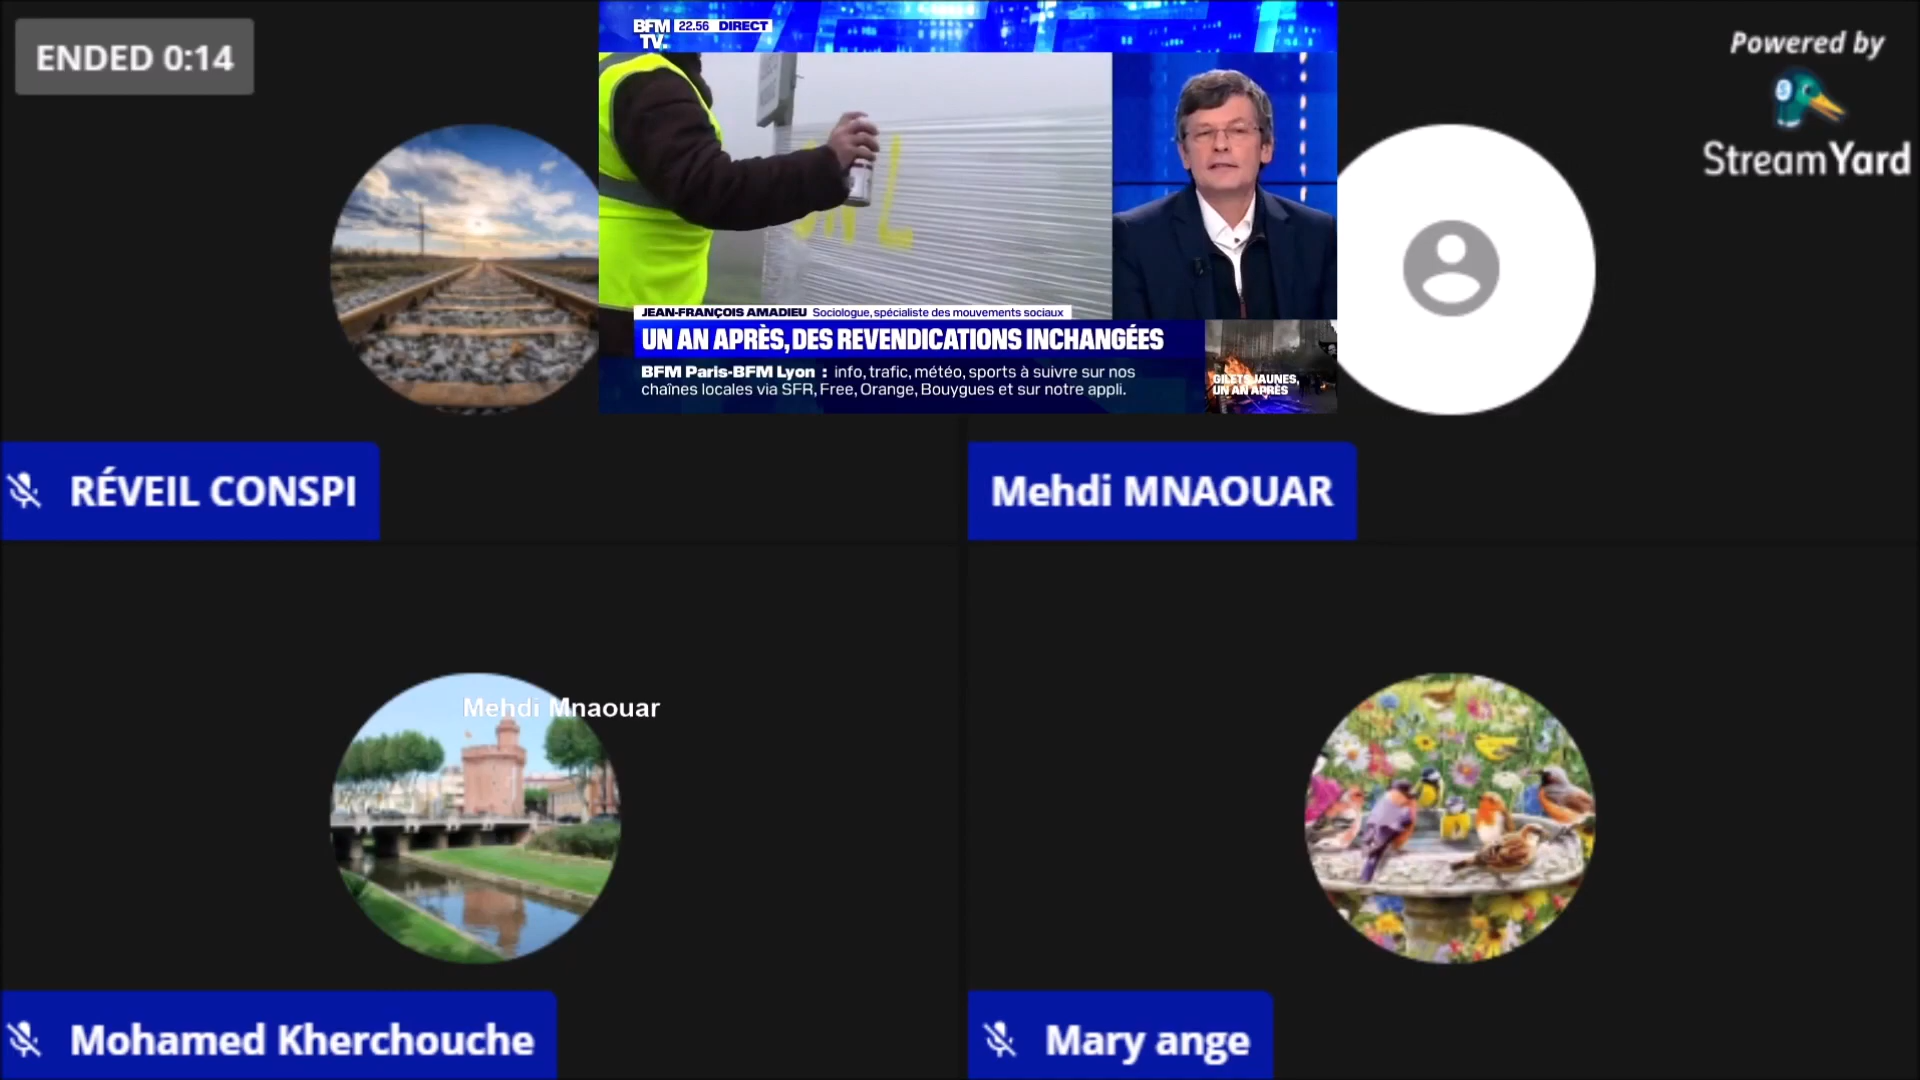 ENDED 0:14
BFM
TV.
22.56 DIRECT
Powered by
StreamYard
JEAN-FRANÇOIS AMADIEU Sociologue, spécialiste des mouvements sociaux
UN AN APRÈS, DES REVENDICATIONS INCHANGÉES
BFM Paris-BFM Lyon : info, trafic, météo, sports à suivre sur nos
chaînes locales via SFR, Free, Orange, Bouygues et sur notre appli.
GILETS JAUNES,
UN AN APRÈS
RÉVEIL CONSPI
Mehdi MNAOUAR
Mehdi Mnaouar
Mohamed Kherchouche
Mary ange